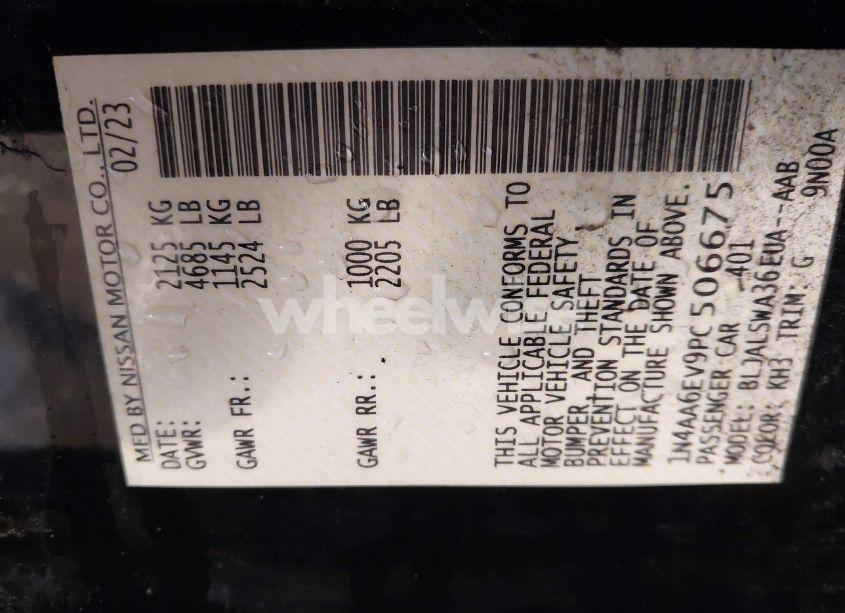 MFD BY NISSAN MOTOR CO., LTD.
DATE: 02/23
GVWR: 2125 KG
4685 LB
GAWR FR.: 1145 KG
2524 LB
GAWR RR.: 1000 KG
2205 LB
THIS VEHICLE CONFORMS TO
ALL APPLICABLE FEDERAL
MOTOR VEHICLE SAFETY,
BUMPER, AND THEFT
PREVENTION STANDARDS IN
EFFECT ON THE DATE OF
MANUFACTURE SHOWN ABOVE.
1N4AA6EV9PC506675
PASSENGER CAR 401
MODEL: BLJALSWA36EUA--AAB
COLOR: KH3 TRIM: G 9N00A